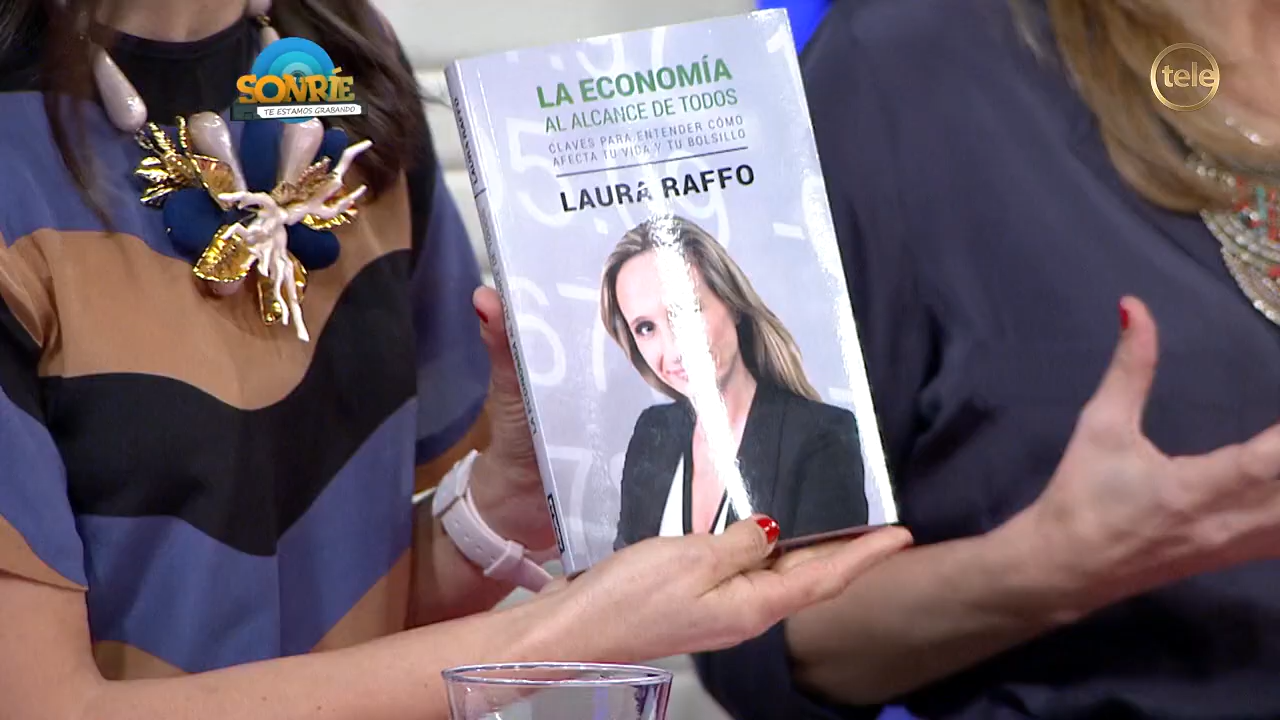 SONRÍE
TE ESTAMOS GRABANDO
tele
LA ECONOMÍA
AL ALCANCE DE TODOS
CLAVES PARA ENTENDER CÓMO
AFECTA TU VIDA Y TU BOLSILLO
LAURA RAFFO